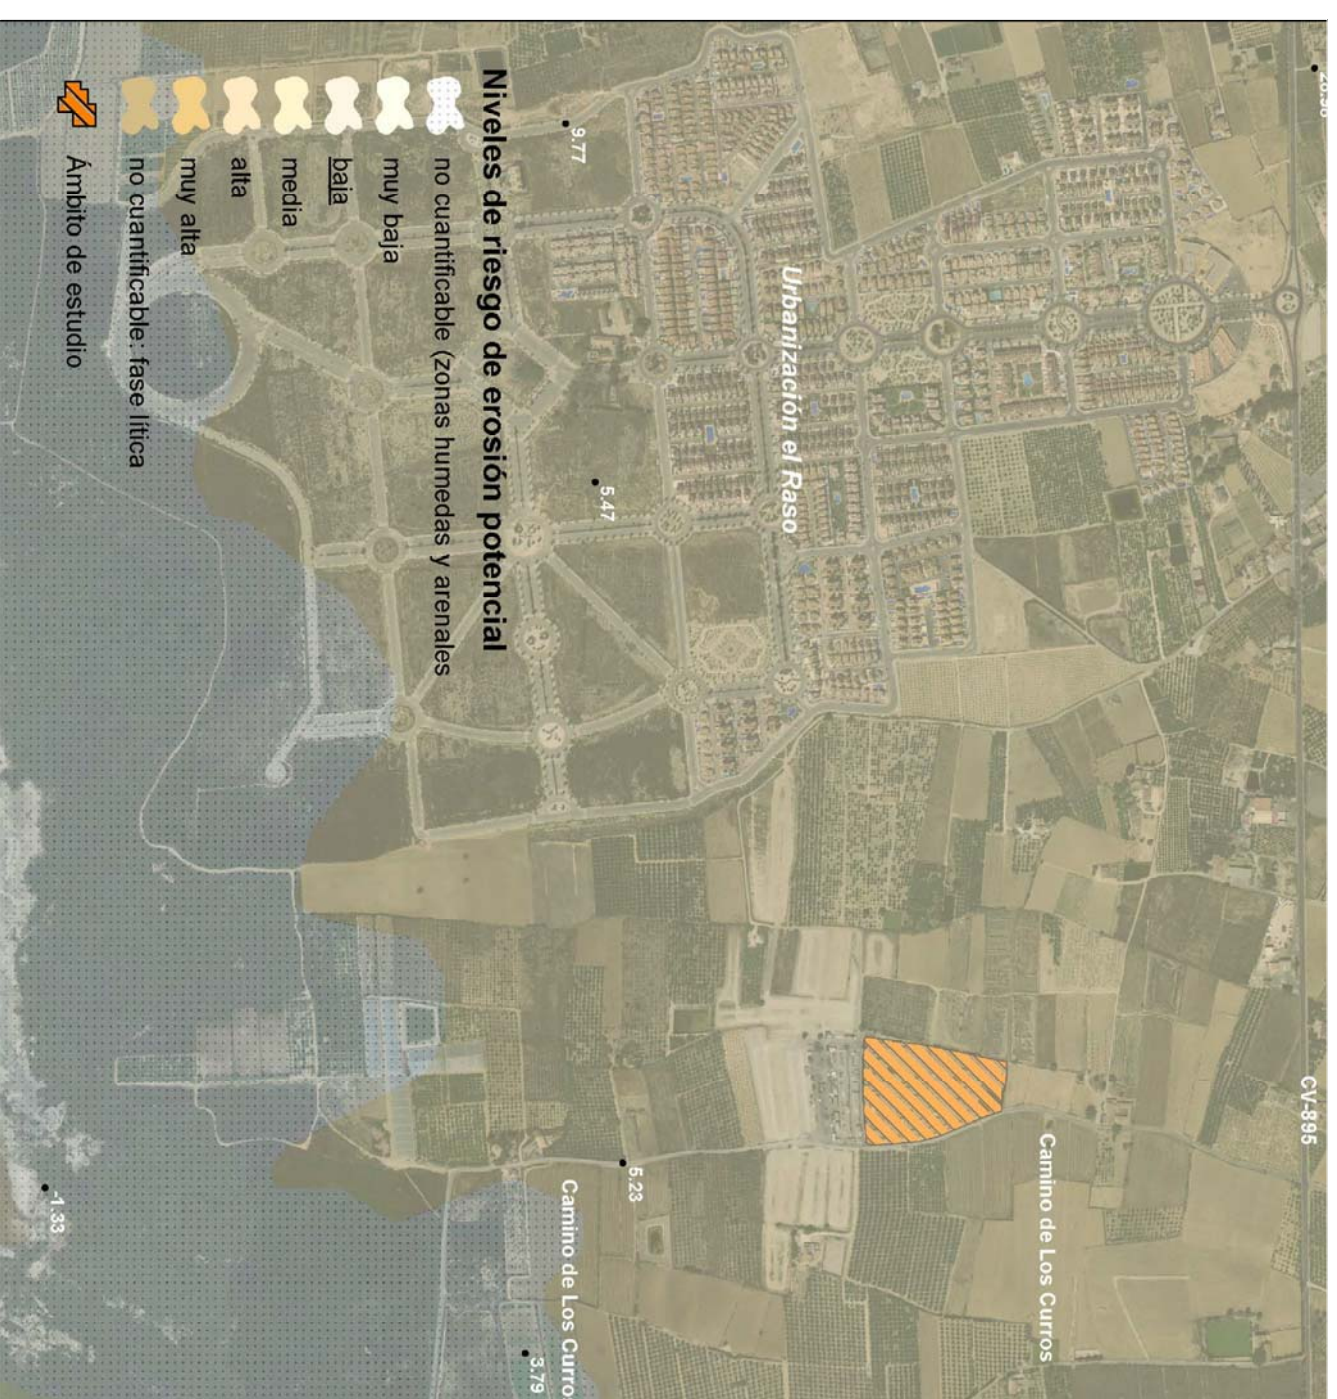 Niveles de riesgo de erosión potencial
no cuantificable (zonas humedas y arenales
muy baja
baja
media
alta
muy alta
no cuantificable: fase lítica
Ámbito de estudio
CV-895
Camino de Los Curros
Urbanización el Raso
5.23
Camino de Los Curro
9.77
5.47
3.79
-1.33